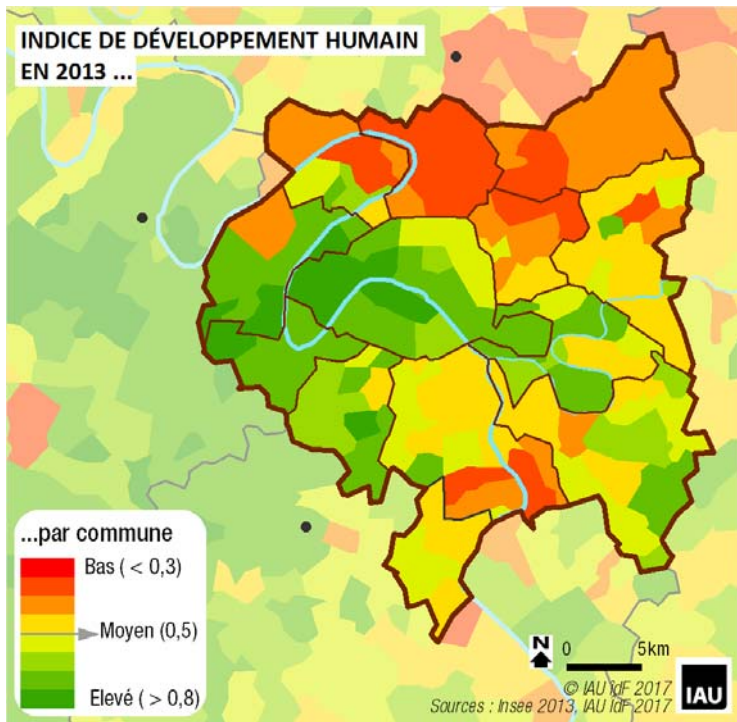 INDICE DE DÉVELOPPEMENT HUMAIN
EN 2013 ...
...par commune
Bas ( < 0,3)
Moyen (0,5)
Elevé ( > 0,8)
N
0 5km
© IAU îdF 2017
Sources : Insee 2013, IAU îdF 2017
IAU